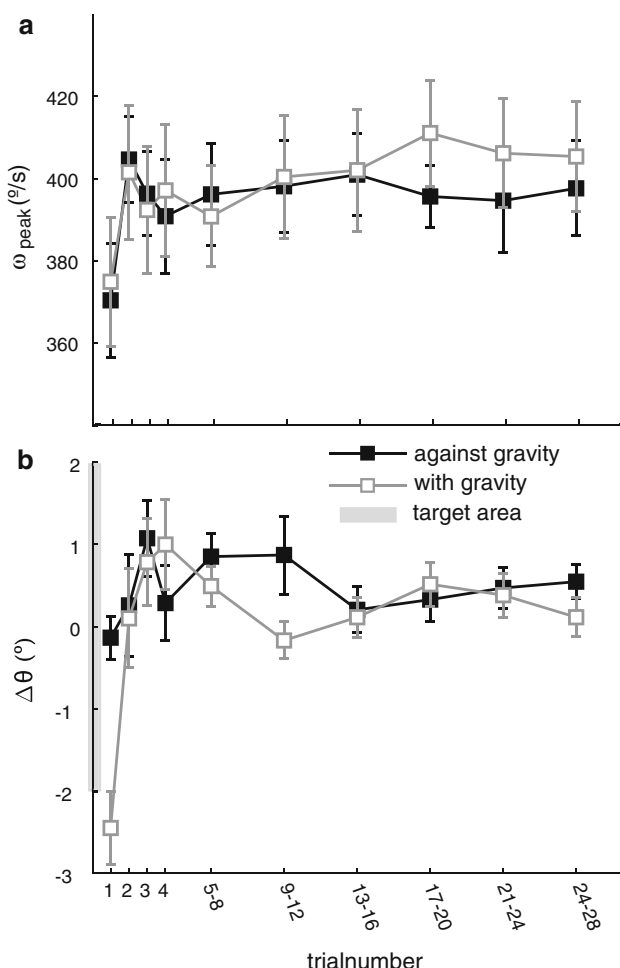 a
420
400
380
360
ω peak (º/s)
b
2
1
0
-1
-2
-3
Δθ (º)
against gravity
with gravity
target area
1 2 3 4 5-8 9-12 13-16 17-20 21-24 24-28
trialnumber